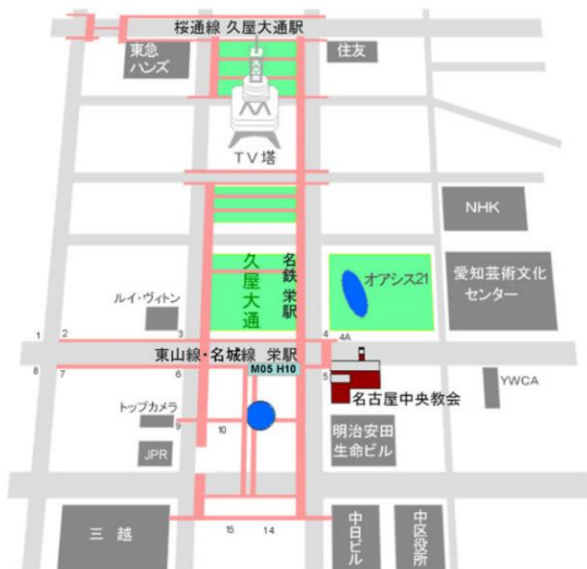 桜通線 久屋大通駅
東急
ハンズ
住友
TV塔
NHK
久屋大通
名鉄 栄駅
オアシス21
愛知芸術文化
センター
ルイ・ヴィトン
1
2
3
4
4A
東山線・名城線 栄駅
8
7
6
M05 H10
5
YWCA
名古屋中央教会
トップカメラ
9
10
明治安田
生命ビル
JPR
三越
15
14
中日ビル
中区役所